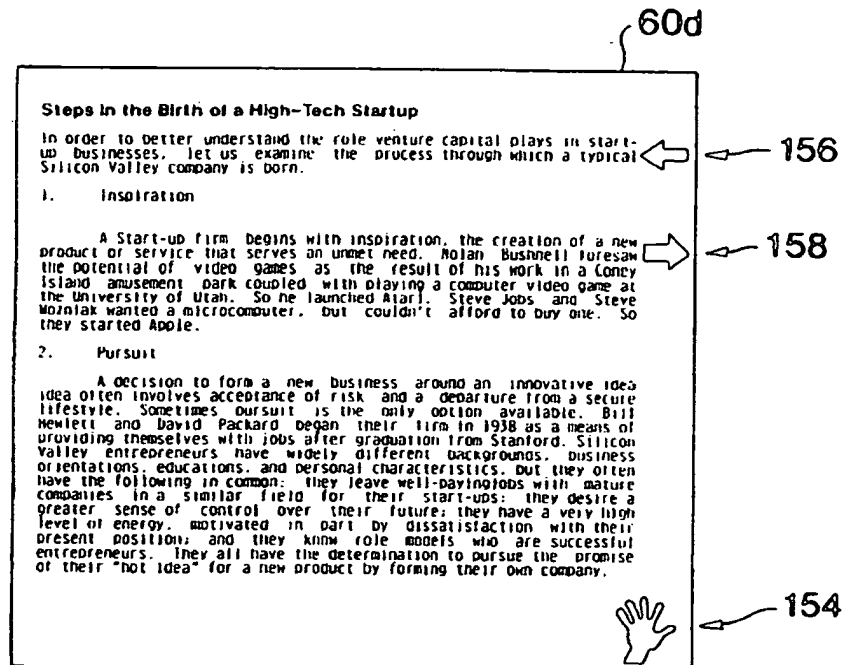 60d
Steps in the Birth of a High-Tech Startup
In order to better understand the role venture capital plays in start-
up businesses, let us examine the process through which a typical
Silicon Valley company is born.
156
1. Inspiration
A Start-up firm begins with inspiration, the creation of a new
product or service that serves an unmet need. Nolan Bushnell foresaw
158
the potential of video games as the result of his work in a Coney
Island amusement park coupled with playing a computer video game at
the University of Utah. So he launched Atari. Steve Jobs and Steve
Wozniak wanted a microcomputer, but couldn't afford to buy one. So
they started Apple.
2. Pursuit
A decision to form a new business around an innovative idea
idea often involves acceptance of risk and a departure from a secure
lifestyle. Sometimes pursuit is the only option available. Bill
Hewlett and David Packard began their firm in 1938 as a means of
providing themselves with jobs after graduation from Stanford. Silicon
Valley entrepreneurs have widely different backgrounds, business
orientations, educations, and personal characteristics, but they often
have the following in common: they leave well-payingjobs with mature
companies in a similar field for their start-ups; they desire a
greater sense of control over their future; they have a very high
level of energy, motivated in part by dissatisfaction with their
present position; and they know role models who are successful
entrepreneurs. They all have the determination to pursue the promise
of their "hot idea" for a new product by forming their own company.
154